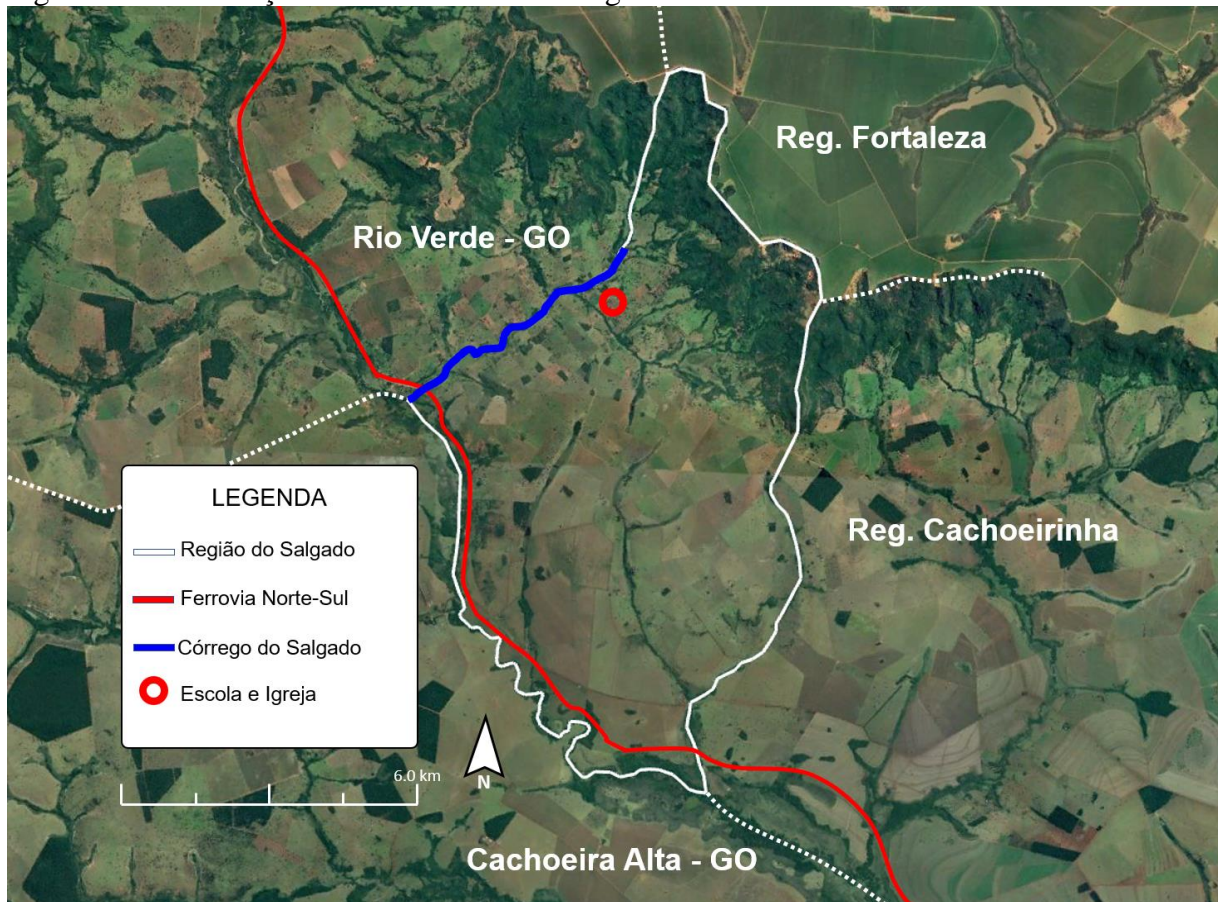 Reg. Fortaleza
Rio Verde - GO
LEGENDA
Região do Salgado
Ferrovia Norte-Sul
Córrego do Salgado
Escola e Igreja
Reg. Cachoeirinha
6.0 km
N
Cachoeira Alta - GO